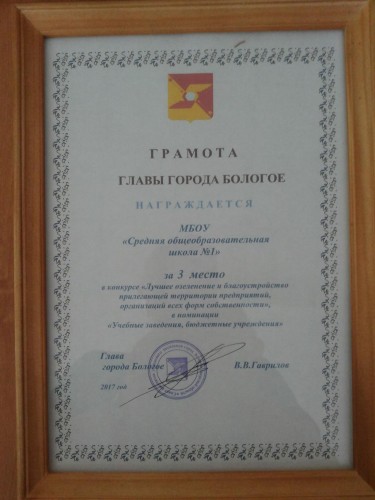 ГРАМОТА
ГЛАВЫ ГОРОДА БОЛОГОЕ
НАГРАЖДАЕТСЯ
МБОУ
«Средняя общеобразовательная
школа №1»
за 3 место
в конкурсе «Лучшее озеленение и благоустройство
прилегающей территории предприятий,
организаций всех форм собственности»,
в номинации
«Учебные заведения, бюджетные учреждения»
Глава
города Бологое В.В.Гаврилов
2017 год